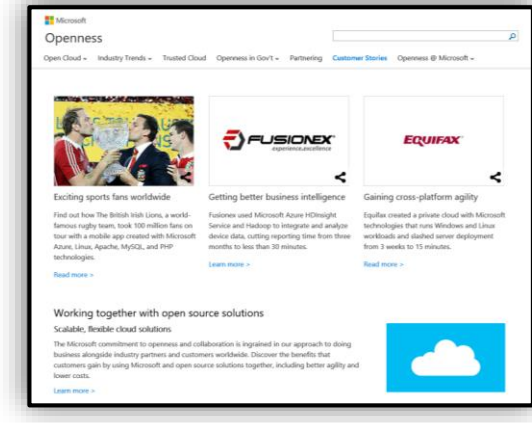 Microsoft
Openness
Open Cloud Industry Trends Trusted Cloud Openness in Gov't Partnering Customer Stories Openness @ Microsoft
FUSIONEX
experience.excellence
EQUIFAX
Exciting sports fans worldwide
Find out how The British Irish Lions, a world-
famous rugby team, took 100 million fans on
tour with a mobile app created with Microsoft
Azure, Linux, Apache, MySQL, and PHP
technologies.
Read more >
Getting better business intelligence
Fusionex used Microsoft Azure HDInsight
Service and Hadoop to integrate and analyze
device data, cutting reporting time from three
months to less than 30 minutes.
Learn more >
Gaining cross-platform agility
Equifax created a private cloud with Microsoft
technologies that runs Windows and Linux
workloads and slashed server deployment
from 3 weeks to 15 minutes.
Read more >
Working together with open source solutions
Scalable, flexible cloud solutions
The Microsoft commitment to openness and collaboration is ingrained in our approach to doing
business alongside industry partners and customers worldwide. Discover the benefits that
customers gain by using Microsoft and open source solutions together, including better agility and
lower costs.
Learn more >